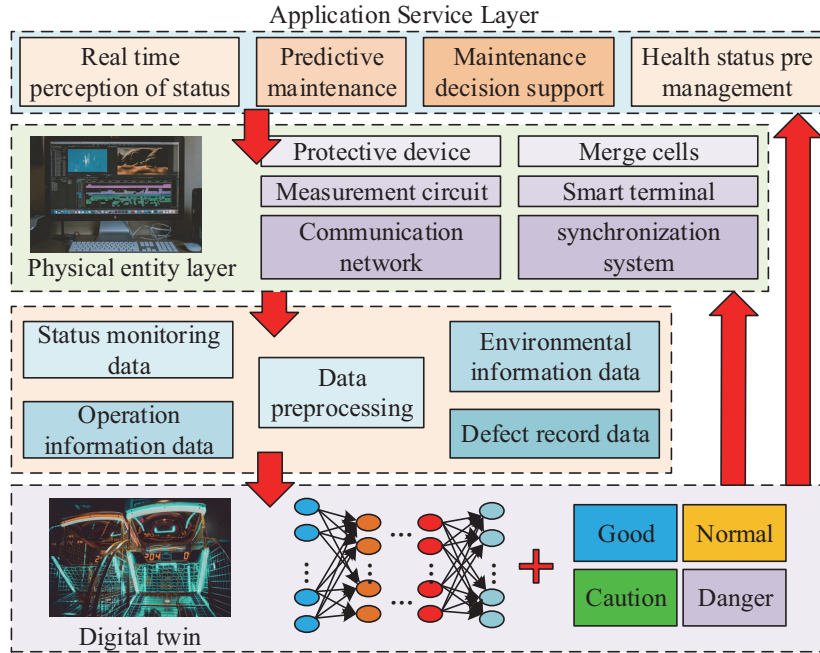 Application Service Layer
Real time
perception of status
Predictive
maintenance
Maintenance
decision support
Health status pre
management
Protective device
Merge cells
Measurement circuit
Smart terminal
Communication
network
synchronization
system
Physical entity layer
Status monitoring
data
Environmental
information data
Data
preprocessing
Operation
information data
Defect record data
Good
Normal
Caution
Danger
Digital twin